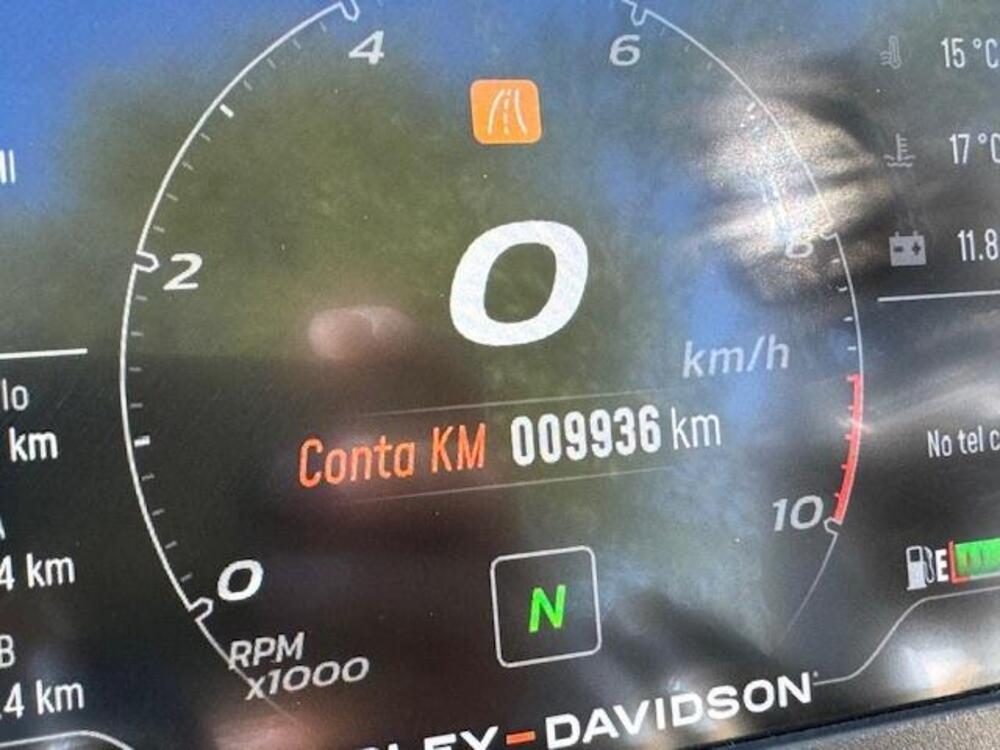 4
6
15 °C
17 °C
2
8
11.8
0
km/h
lo
km
Conta KM 009936 km
No tel c
10
4 km
0
E
N
B
RPM
x1000
.4 km
LEY-DAVIDSON